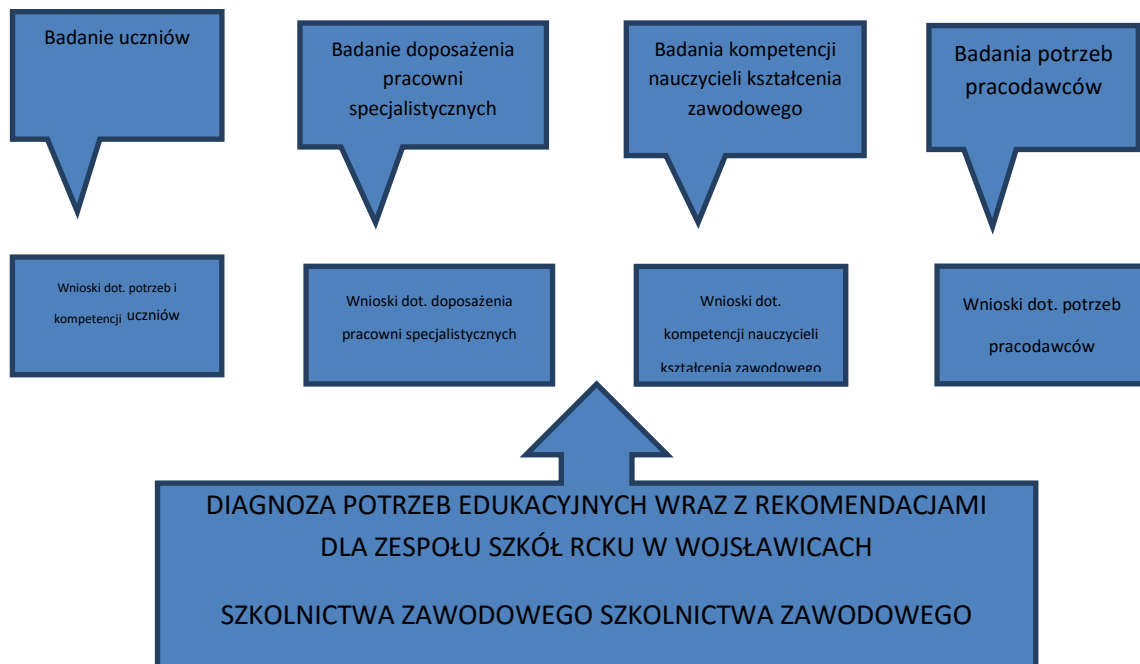 Badanie uczniów
Badanie doposażenia
pracowni
specjalistycznych
Badania kompetencji
nauczycieli kształcenia
zawodowego
Badania potrzeb
pracodawców
Wnioski dot. potrzeb i
kompetencji uczniów
Wnioski dot. doposażenia
pracowni specjalistycznych
Wnioski dot.
kompetencji nauczycieli
kształcenia zawodowego
Wnioski dot. potrzeb
pracodawców
DIAGNOZA POTRZEB EDUKACYJNYCH WRAZ Z REKOMENDACJAMI
DLA ZESPOŁU SZKÓŁ RCKU W WOJSŁAWICACH
SZKOLNICTWA ZAWODOWEGO SZKOLNICTWA ZAWODOWEGO